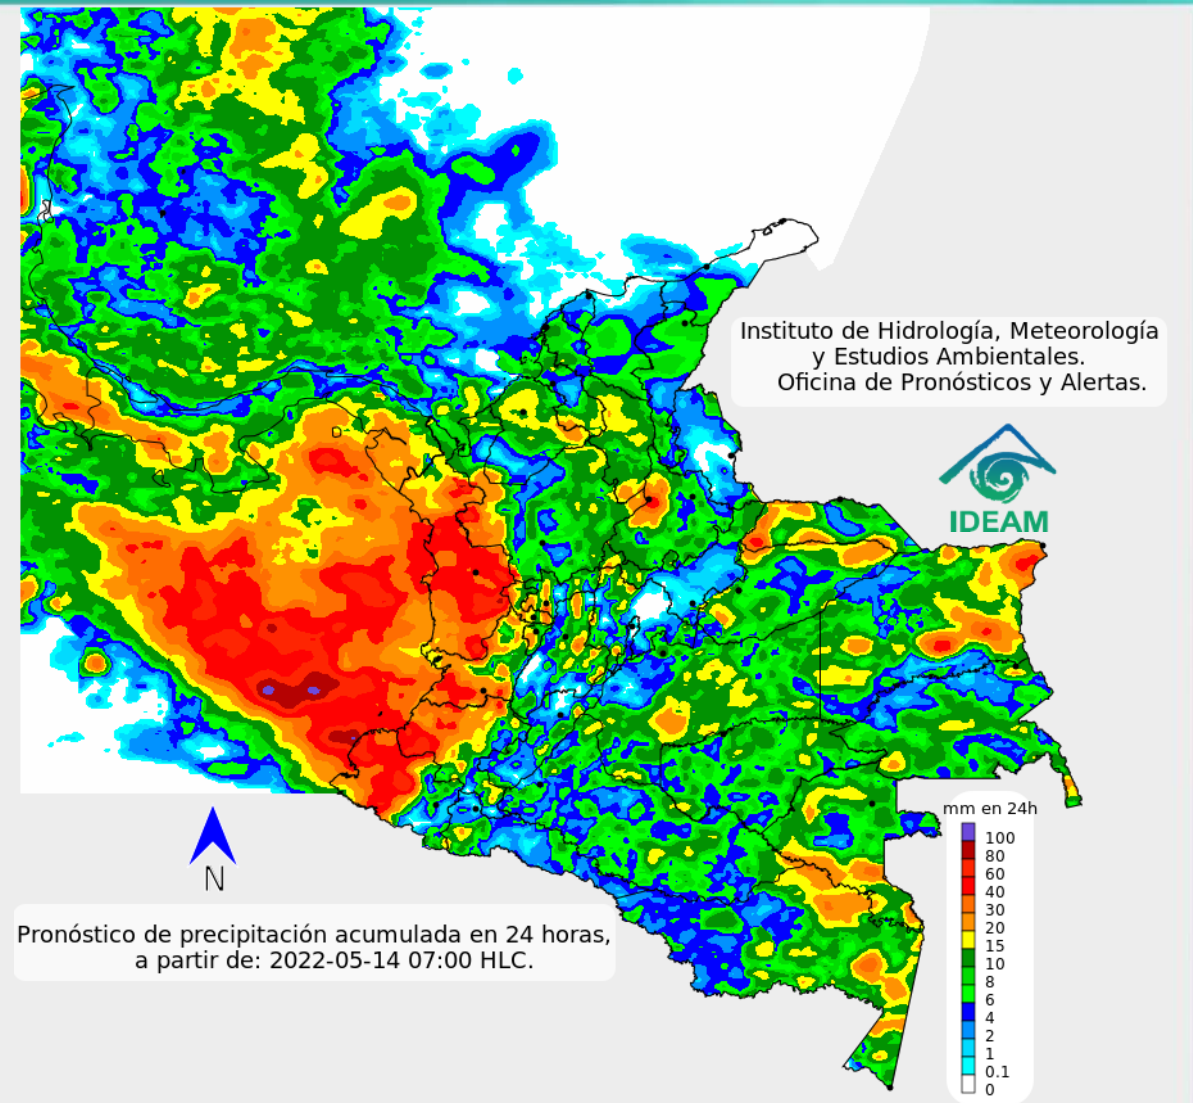 Instituto de Hidrología, Meteorología
y Estudios Ambientales.
Oficina de Pronósticos y Alertas.
IDEAM
mm en 24h
100
80
60
40
30
20
15
10
8
6
4
2
1
0.1
0
N
Pronóstico de precipitación acumulada en 24 horas,
a partir de: 2022-05-14 07:00 HLC.